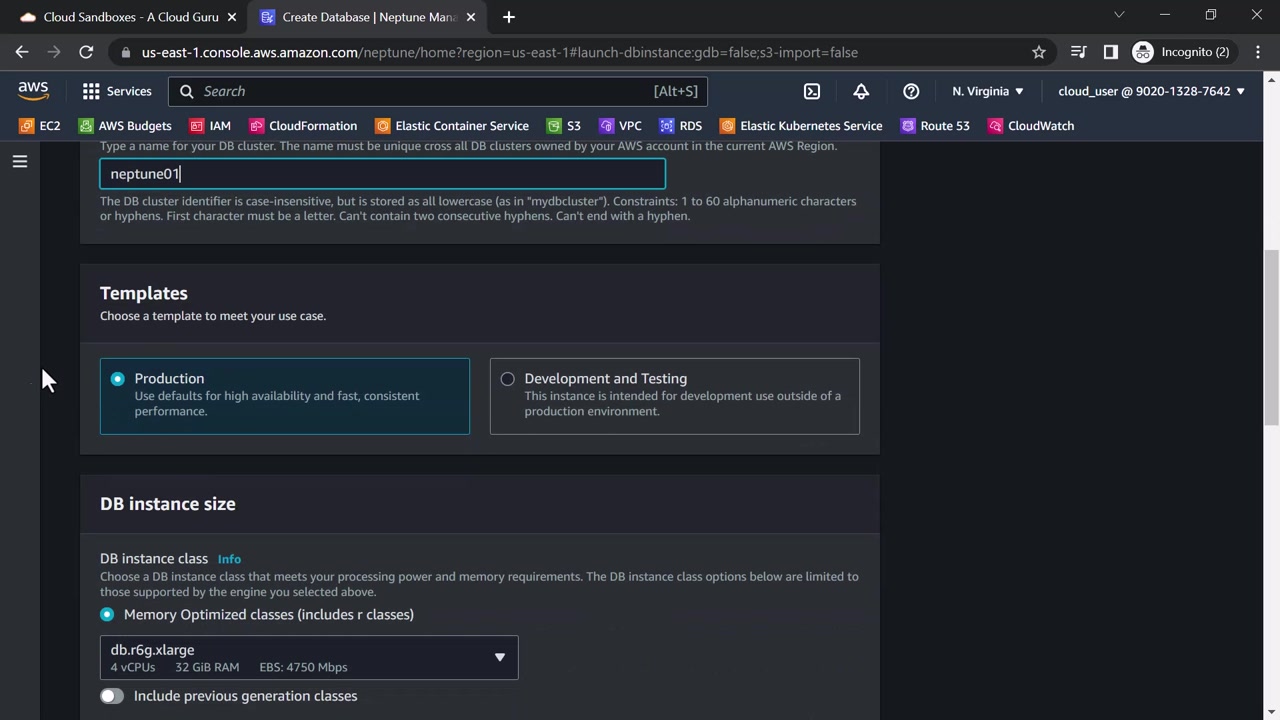 Cloud Sandboxes - A Cloud Guru
Create Database | Neptune Mana
us-east-1.console.aws.amazon.com/neptune/home?region=us-east-1#launch-dbinstance:gdb=false;s3-import=false
Incognito (2)
aws
Services
Search
[Alt+S]
N. Virginia
cloud_user @ 9020-1328-7642
EC2
AWS Budgets
IAM
CloudFormation
Elastic Container Service
S3
VPC
RDS
Elastic Kubernetes Service
Route 53
CloudWatch
Type a name for your DB cluster. The name must be unique cross all DB clusters owned by your AWS account in the current AWS Region.
neptune01
The DB cluster identifier is case-insensitive, but is stored as all lowercase (as in "mydbcluster"). Constraints: 1 to 60 alphanumeric characters
or hyphens. First character must be a letter. Can't contain two consecutive hyphens. Can't end with a hyphen.
Templates
Choose a template to meet your use case.
Production
Use defaults for high availability and fast, consistent
performance.
Development and Testing
This instance is intended for development use outside of a
production environment.
DB instance size
DB instance class Info
Choose a DB instance class that meets your processing power and memory requirements. The DB instance class options below are limited to
those supported by the engine you selected above.
Memory Optimized classes (includes r classes)
db.r6g.xlarge
4 vCPUs 32 GiB RAM EBS: 4750 Mbps
Include previous generation classes